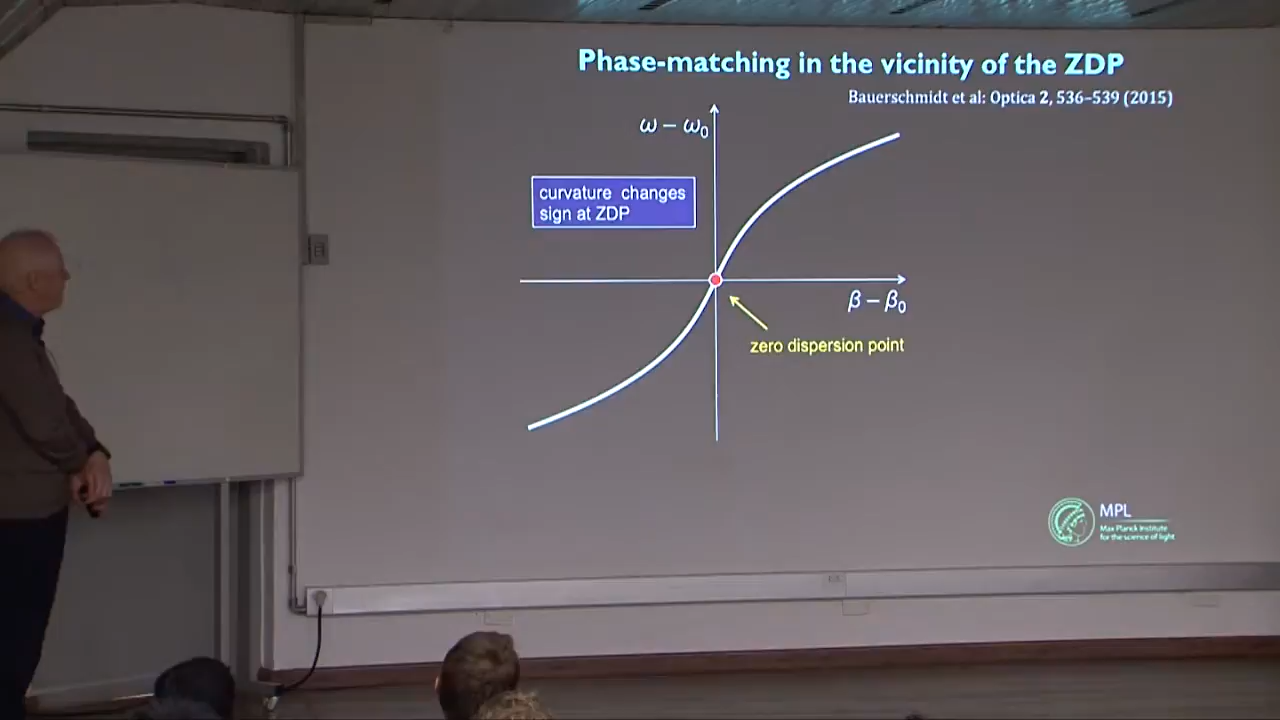 Phase-matching in the vicinity of the ZDP
Bauerschmidt et al: Optica 2, 536–539 (2015)
ω – ω₀
curvature changes
sign at ZDP
β – β₀
zero dispersion point
MPL
Max Planck Institute
for the science of light